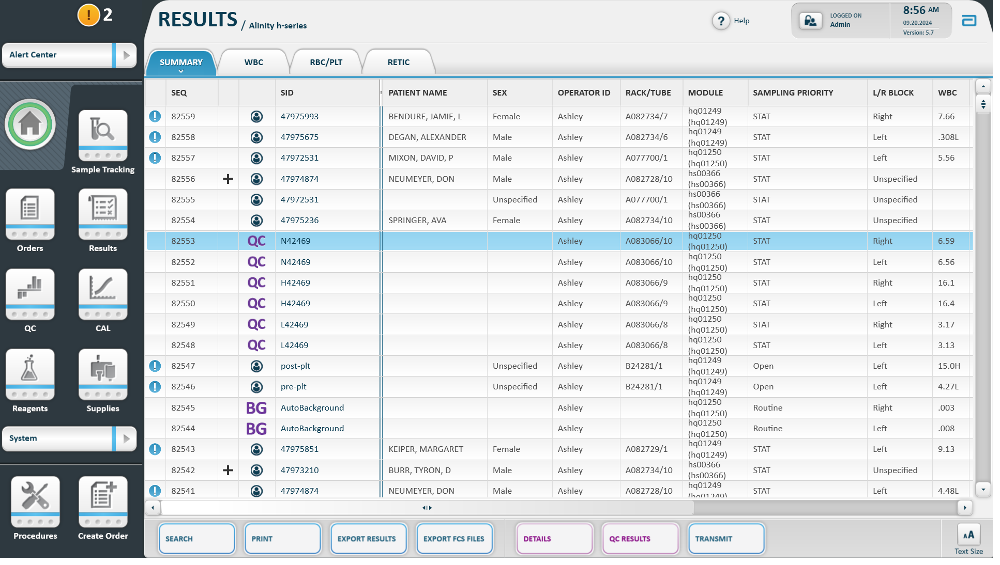 ! 2
RESULTS / Alinity h-series
? Help
LOGGED ON
Admin
8:56 AM
09.20.2024
Version: 5.7
Alert Center
SUMMARY WBC RBC/PLT RETIC
SEQ SID PATIENT NAME SEX OPERATOR ID RACK/TUBE MODULE SAMPLING PRIORITY L/R BLOCK WBC
! 82559 47975993 BENDURE, JAMIE, L Female Ashley A082734/7 hq01249 (hq01249) STAT Right 7.66
! 82558 47975675 DEGAN, ALEXANDER Male Ashley A082734/6 hq01249 (hq01249) STAT Left .308L
! 82557 47972531 MIXON, DAVID, P Male Ashley A077700/1 hq01250 (hq01250) STAT Left 5.56
82556 + 47974874 NEUMEYER, DON Male Ashley A082728/10 hs00366 (hs00366) STAT Unspecified
82555 47972531 Unspecified Ashley A077700/1 hs00366 (hs00366) STAT Unspecified
82554 47975236 SPRINGER, AVA Female Ashley A082734/10 hs00366 (hs00366) STAT Unspecified
82553 QC N42469 Ashley A083066/10 hq01250 (hq01250) STAT Right 6.59
82552 QC N42469 Ashley A083066/10 hq01250 (hq01250) STAT Left 6.56
82551 QC H42469 Ashley A083066/9 hq01250 (hq01250) STAT Right 16.1
82550 QC H42469 Ashley A083066/9 hq01250 (hq01250) STAT Left 16.4
82549 QC L42469 Ashley A083066/8 hq01250 (hq01250) STAT Right 3.17
82548 QC L42469 Ashley A083066/8 hq01250 (hq01250) STAT Left 3.13
! 82547 post-plt Unspecified Ashley B24281/1 hq01249 (hq01249) Open Left 15.0H
! 82546 pre-plt Unspecified Ashley B24281/1 hq01249 (hq01249) Open Left 4.27L
82545 BG AutoBackground Ashley hq01250 (hq01250) Routine Right .003
82544 BG AutoBackground Ashley hq01250 (hq01250) Routine Left .008
! 82543 47975851 KEIPER, MARGARET Female Ashley A082729/1 hq01249 (hq01249) STAT Left 9.13
82542 + 47973210 BURR, TYRON, D Male Ashley A082734/10 hs00366 (hs00366) STAT Unspecified
! 82541 47974874 NEUMEYER, DON Male Ashley A082728/10 hq01249 (hq01249) STAT Left 4.48L
Sample Tracking
Orders Results
QC CAL
Reagents Supplies
System
Procedures Create Order
SEARCH PRINT EXPORT RESULTS EXPORT FCS FILES DETAILS QC RESULTS TRANSMIT
AA
Text Size